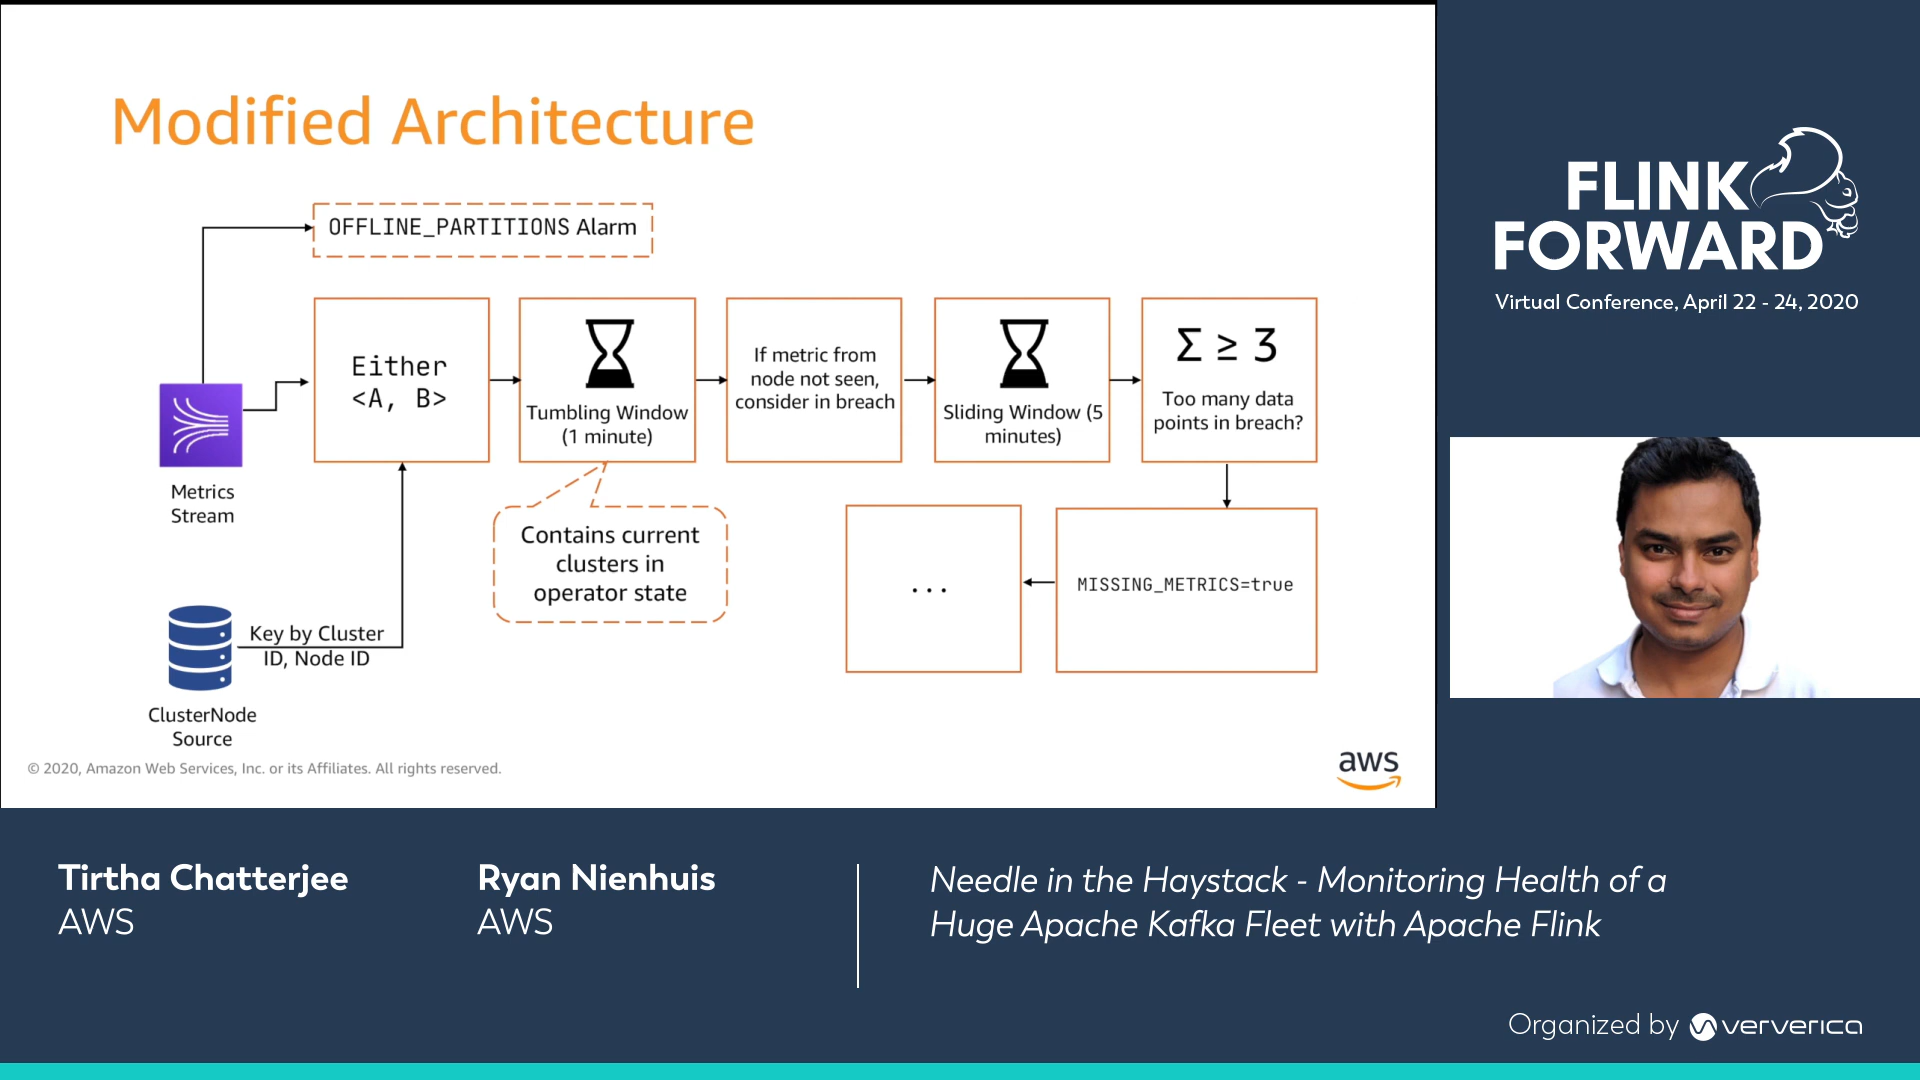 Modified Architecture
OFFLINE_PARTITIONS Alarm
Either
<A, B>
Tumbling Window
(1 minute)
If metric from
node not seen,
consider in breach
Sliding Window (5
minutes)
Σ ≥ 3
Too many data
points in breach?
Metrics
Stream
Contains current
clusters in
operator state
...
MISSING_METRICS=true
Key by Cluster
ID, Node ID
ClusterNode
Source
© 2020, Amazon Web Services, Inc. or its Affiliates. All rights reserved.
aws
FLINK
FORWARD
Virtual Conference, April 22 - 24, 2020
Tirtha Chatterjee
AWS
Ryan Nienhuis
AWS
Needle in the Haystack - Monitoring Health of a
Huge Apache Kafka Fleet with Apache Flink
Organized by ververica